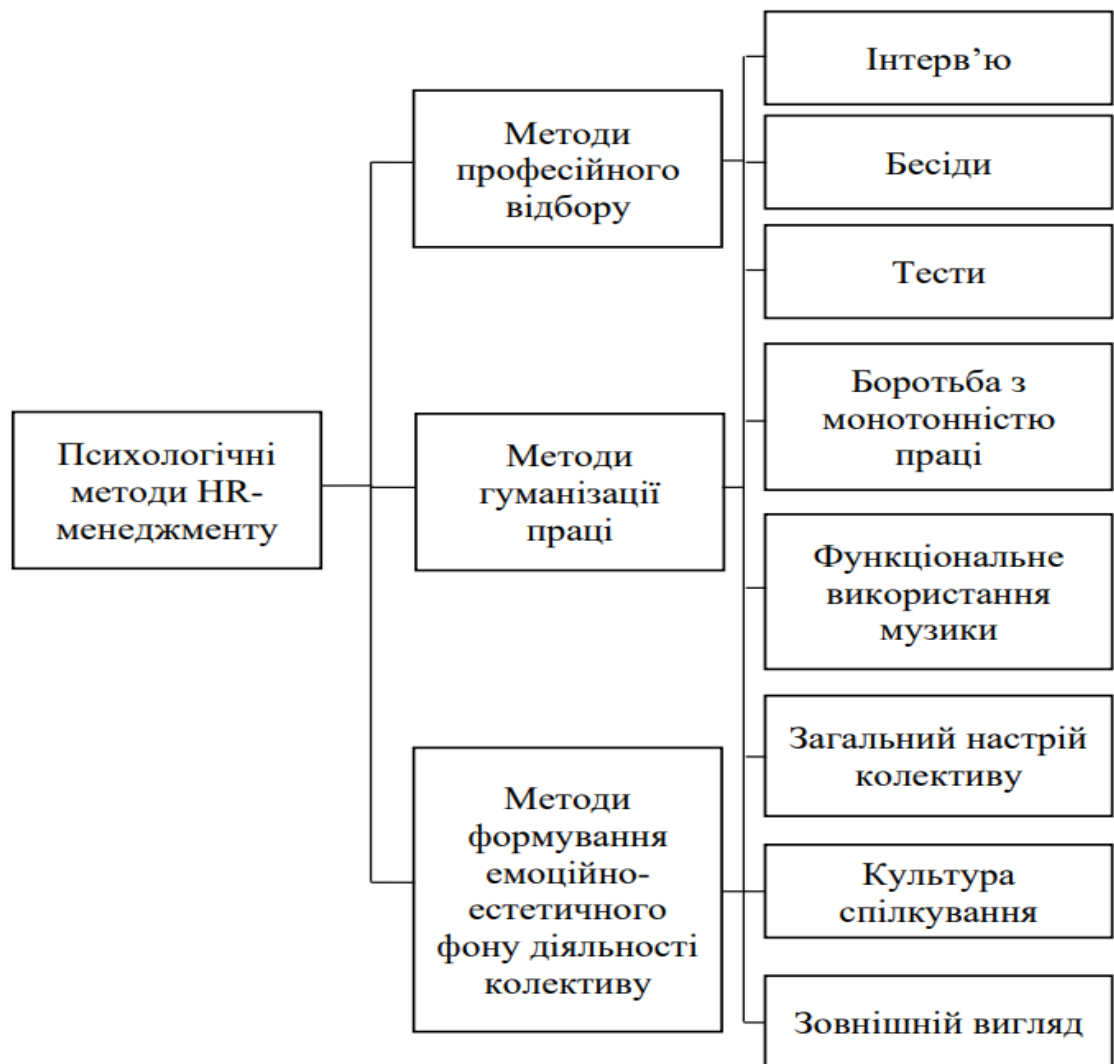 Психологічні
методи HR-
менеджменту
Методи
професійного
відбору
Методи
гуманізації
праці
Методи
формування
емоційно-
естетичного
фону діяльності
колективу
Інтерв’ю
Бесіди
Тести
Боротьба з
монотонністю
праці
Функціональне
використання
музики
Загальний настрій
колективу
Культура
спілкування
Зовнішній вигляд